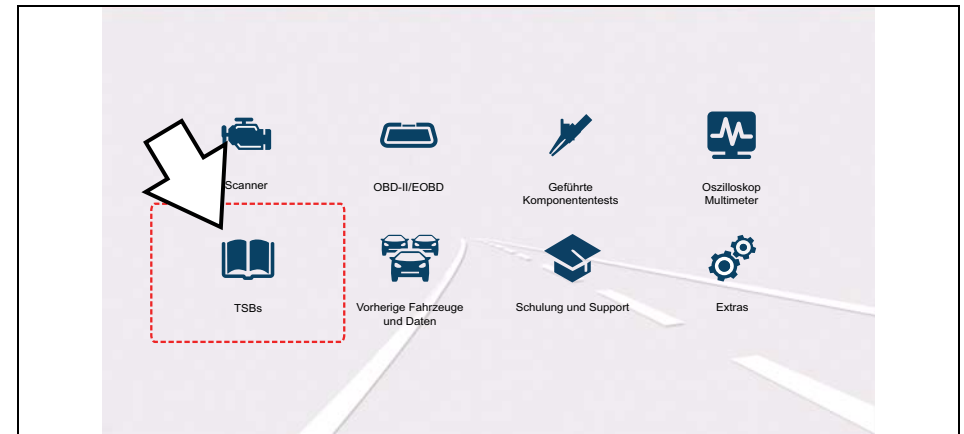 Scanner
OBD-II/EOBD
Geführte
Komponententests
Oszilloskop
Multimeter
TSBs
Vorherige Fahrzeuge
und Daten
Schulung und Support
Extras